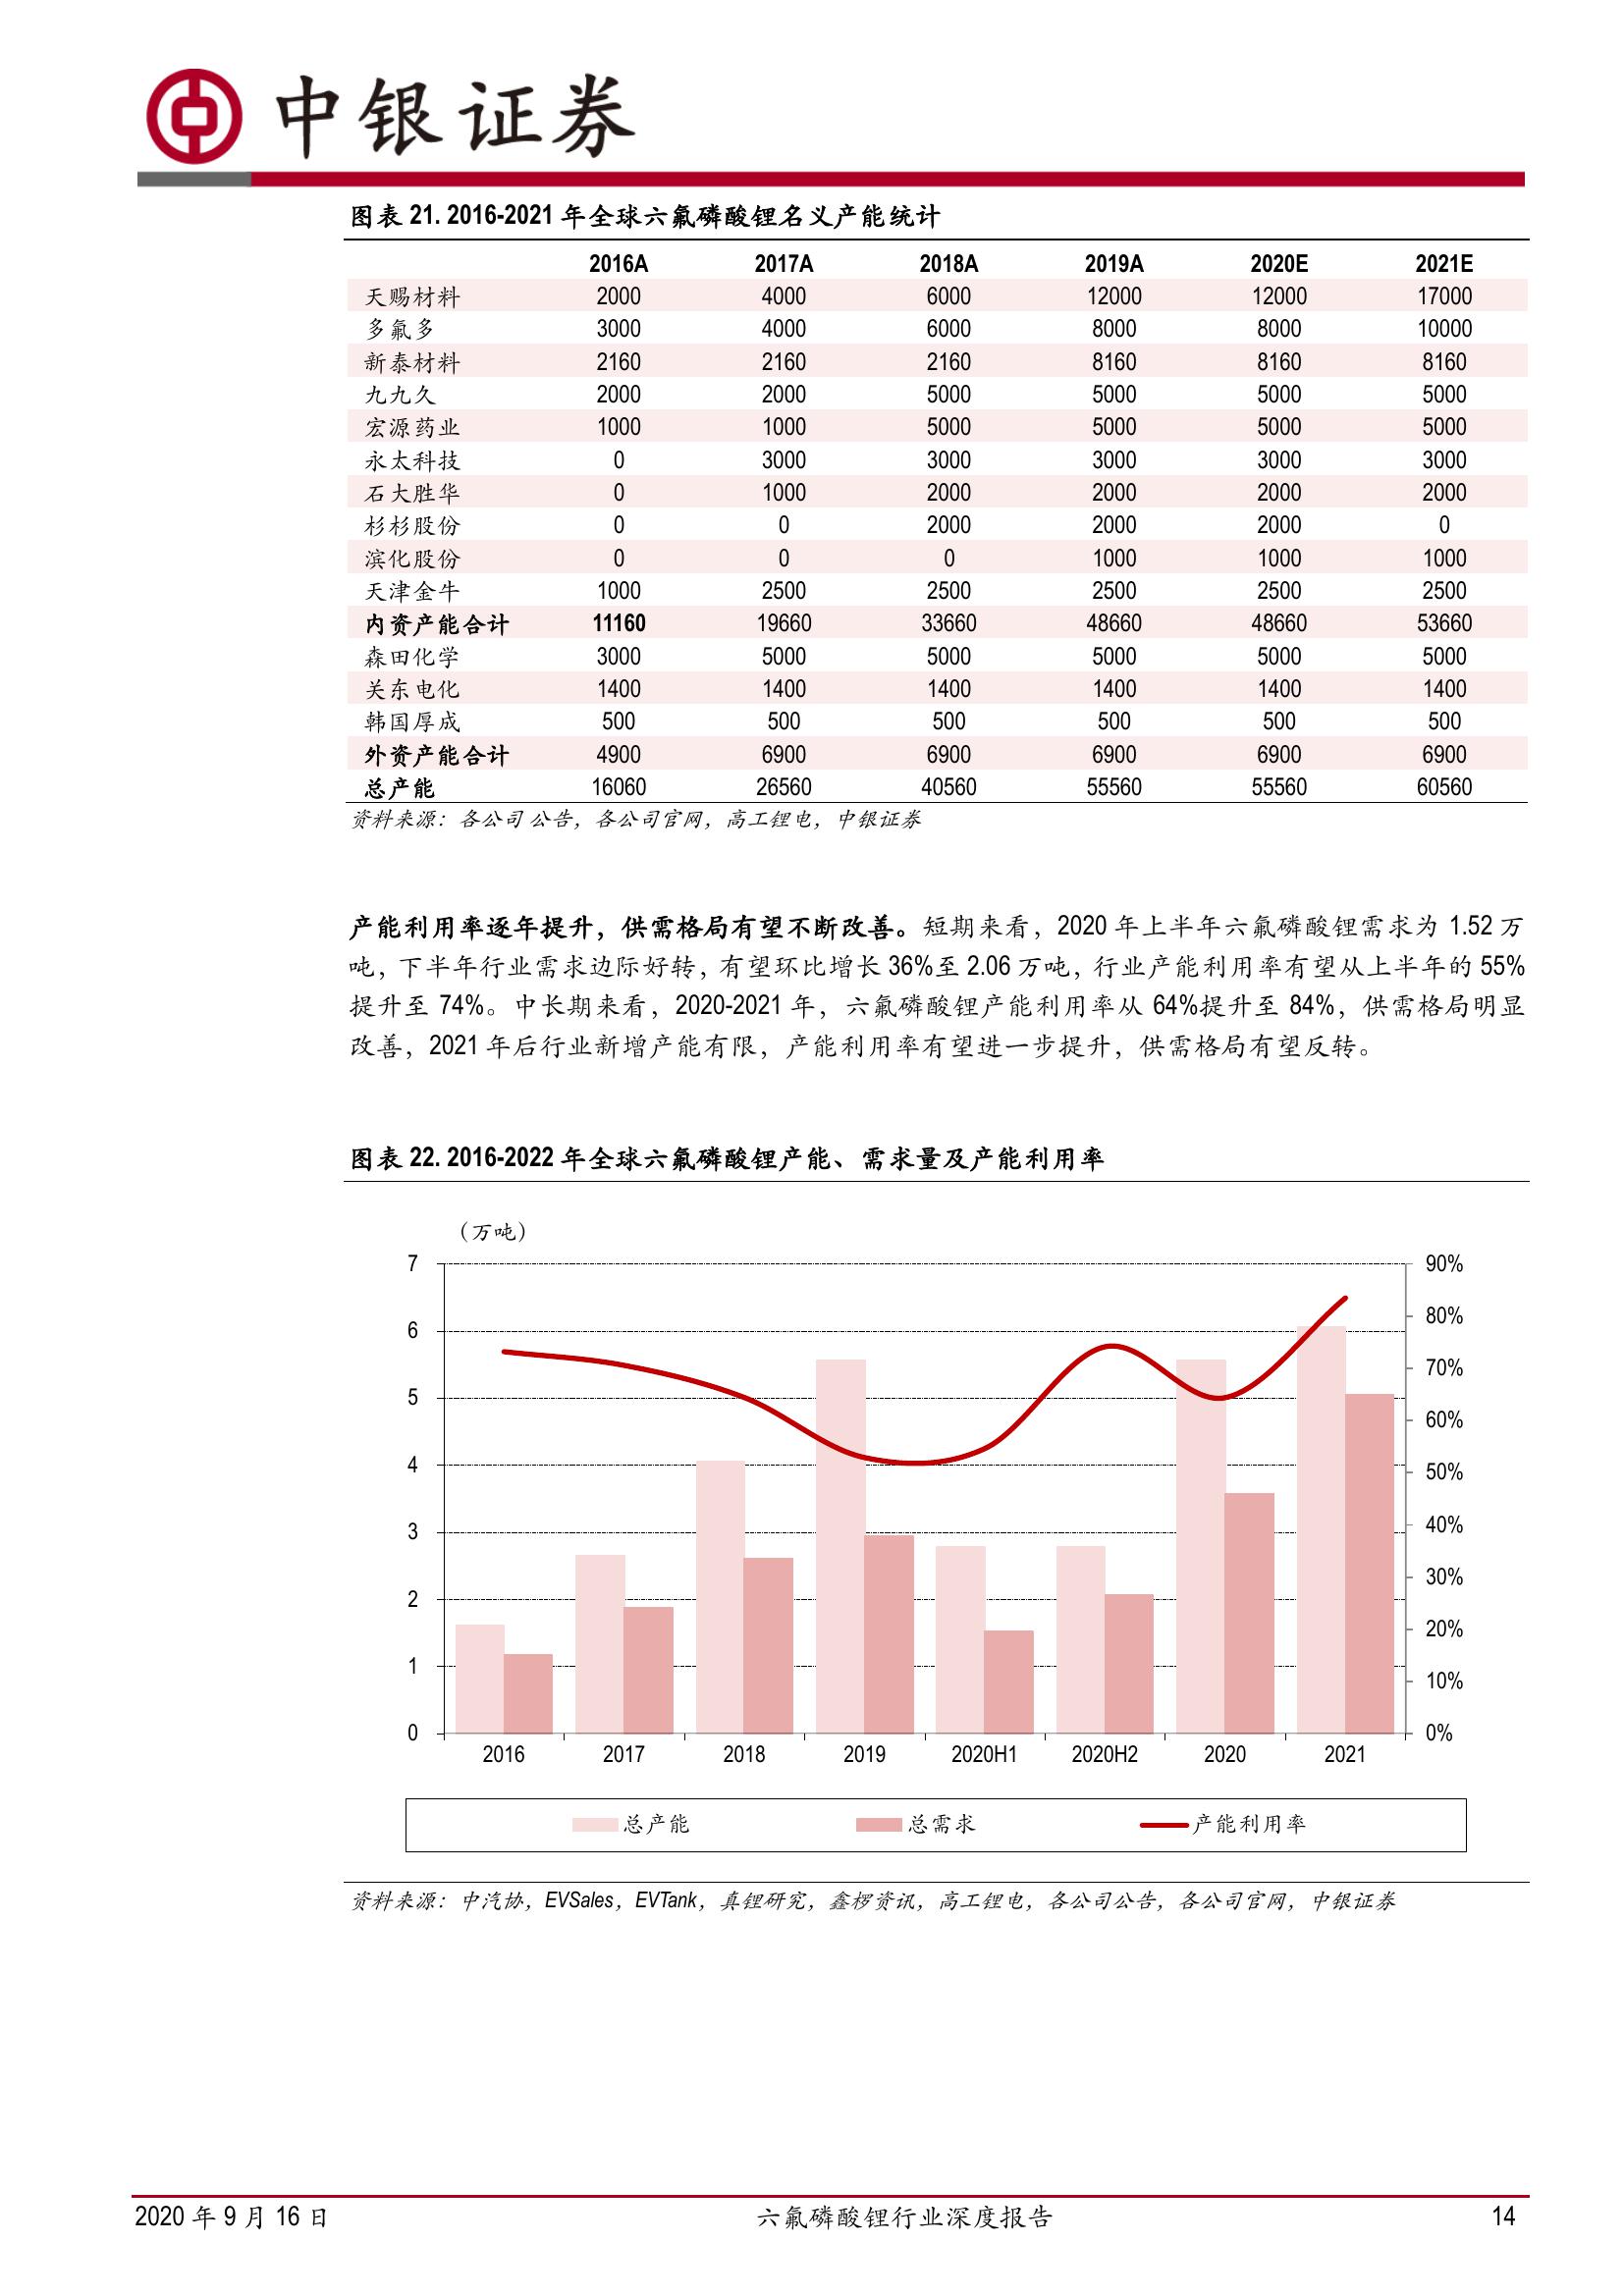 中银证券
图表 21. 2016-2021 年全球六氟磷酸锂名义产能统计
2016A 2017A 2018A 2019A 2020E 2021E
天赐材料 2000 4000 6000 12000 12000 17000
多氟多 3000 4000 6000 8000 8000 10000
新泰材料 2160 2160 2160 8160 8160 8160
九九久 2000 2000 5000 5000 5000 5000
宏源药业 1000 1000 5000 5000 5000 5000
永太科技 0 3000 3000 3000 3000 3000
石大胜华 0 1000 2000 2000 2000 2000
杉杉股份 0 0 2000 2000 2000 0
滨化股份 0 0 0 1000 1000 1000
天津金牛 1000 2500 2500 2500 2500 2500
内资产能合计 11160 19660 33660 48660 48660 53660
森田化学 3000 5000 5000 5000 5000 5000
关东电化 1400 1400 1400 1400 1400 1400
韩国厚成 500 500 500 500 500 500
外资产能合计 4900 6900 6900 6900 6900 6900
总产能 16060 26560 40560 55560 55560 60560
资料来源：各公司公告，各公司官网，高工锂电，中银证券
产能利用率逐年提升，供需格局有望不断改善。短期来看，2020 年上半年六氟磷酸锂需求为 1.52 万
吨，下半年行业需求边际好转，有望环比增长 36%至 2.06 万吨，行业产能利用率有望从上半年的 55%
提升至 74%。中长期来看，2020-2021 年，六氟磷酸锂产能利用率从 64%提升至 84%，供需格局明显
改善，2021 年后行业新增产能有限，产能利用率有望进一步提升，供需格局有望反转。
图表 22. 2016-2022 年全球六氟磷酸锂产能、需求量及产能利用率
（万吨）
7 90%
80%
6
70%
5
60%
4
50%
3 40%
30%
2
20%
1
10%
0 0%
2016 2017 2018 2019 2020H1 2020H2 2020 2021
总产能 总需求 产能利用率
资料来源：中汽协，EVSales，EVTank，真锂研究，鑫椤资讯，高工锂电，各公司公告，各公司官网，中银证券
2020 年 9 月 16 日 六氟磷酸锂行业深度报告 14